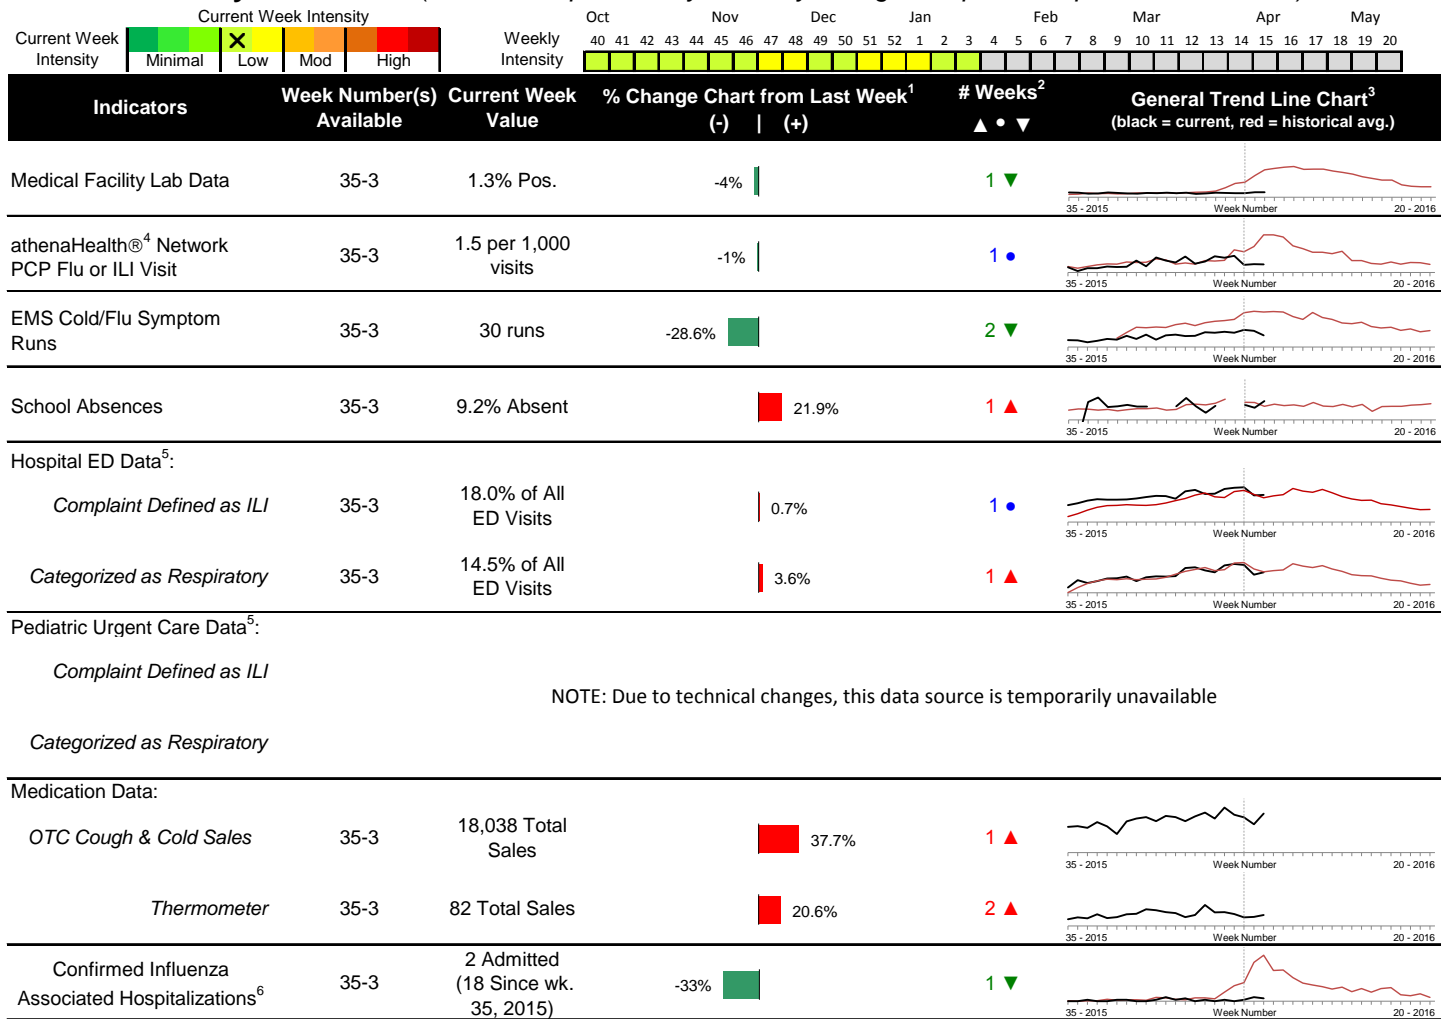 Current Week Intensity
Oct Nov Dec Jan Feb Mar Apr May
Current Week Intensity
X
Minimal Low Mod High
Weekly Intensity
40 41 42 43 44 45 46 47 48 49 50 51 52 1 2 3 4 5 6 7 8 9 10 11 12 13 14 15 16 17 18 19 20
Indicators
Week Number(s) Available
Current Week Value
% Change Chart from Last Week1
(-) | (+)
# Weeks2
▲ ● ▼
General Trend Line Chart3
(black = current, red = historical avg.)
Medical Facility Lab Data 35-3 1.3% Pos. -4% 1 ▼
35 - 2015 Week Number 20 - 2016
athenaHealth®4 Network
PCP Flu or ILI Visit
35-3
1.5 per 1,000
visits
-1% 1 ●
35 - 2015 Week Number 20 - 2016
EMS Cold/Flu Symptom
Runs
35-3 30 runs -28.6% 2 ▼
35 - 2015 Week Number 20 - 2016
School Absences 35-3 9.2% Absent 21.9% 1 ▲
35 - 2015 Week Number 20 - 2016
Hospital ED Data5:
Complaint Defined as ILI 35-3
18.0% of All
ED Visits
0.7% 1 ●
35 - 2015 Week Number 20 - 2016
Categorized as Respiratory 35-3
14.5% of All
ED Visits
3.6% 1 ▲
35 - 2015 Week Number 20 - 2016
Pediatric Urgent Care Data5:
Complaint Defined as ILI
NOTE: Due to technical changes, this data source is temporarily unavailable
Categorized as Respiratory
Medication Data:
OTC Cough & Cold Sales 35-3
18,038 Total
Sales
37.7% 1 ▲
35 - 2015 Week Number 20 - 2016
Thermometer 35-3 82 Total Sales 20.6% 2 ▲
35 - 2015 Week Number 20 - 2016
Confirmed Influenza
Associated Hospitalizations6
35-3
2 Admitted
(18 Since wk.
35, 2015)
-33% 1 ▼
35 - 2015 Week Number 20 - 2016